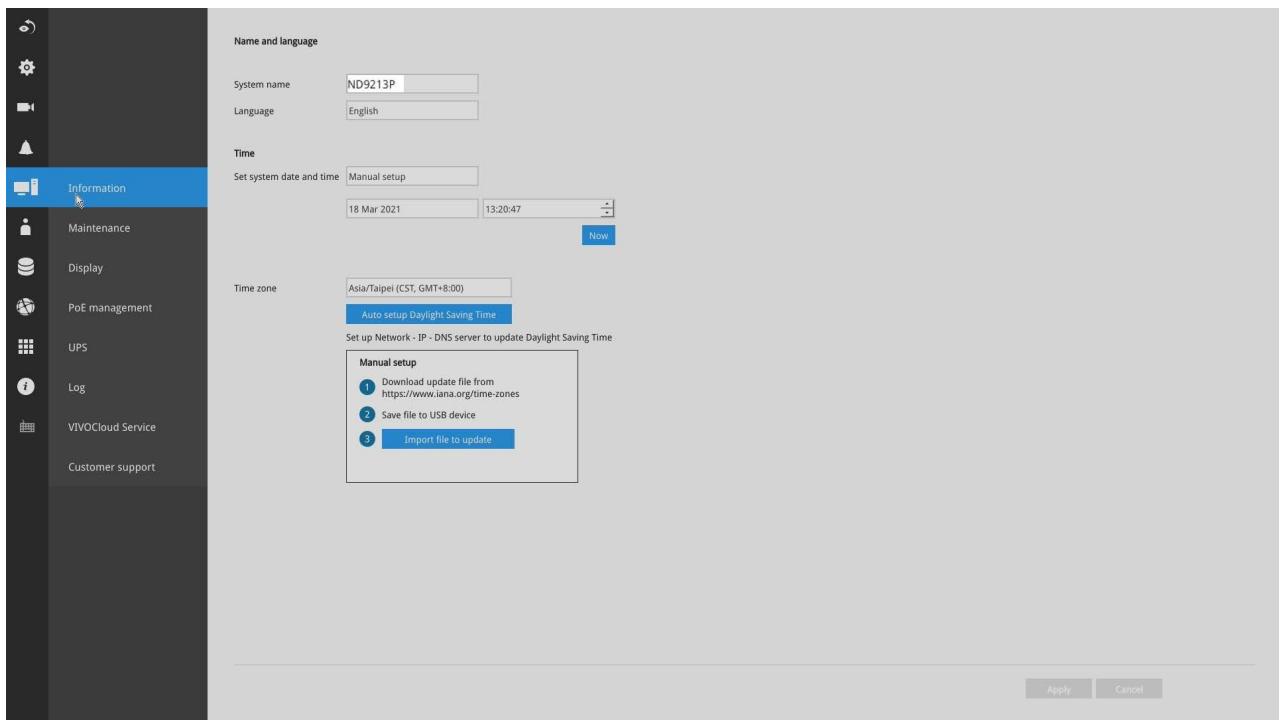 Name and language
System name ND9213P
Language English
Time
Set system date and time Manual setup
18 Mar 2021 13:20:47
Now
Time zone Asia/Taipei (CST, GMT+8:00)
Auto setup Daylight Saving Time
Set up Network - IP - DNS server to update Daylight Saving Time
Manual setup
1 Download update file from
https://www.iana.org/time-zones
2 Save file to USB device
3 Import file to update
Information
Maintenance
Display
PoE management
UPS
Log
VIVOCloud Service
Customer support
Apply Cancel